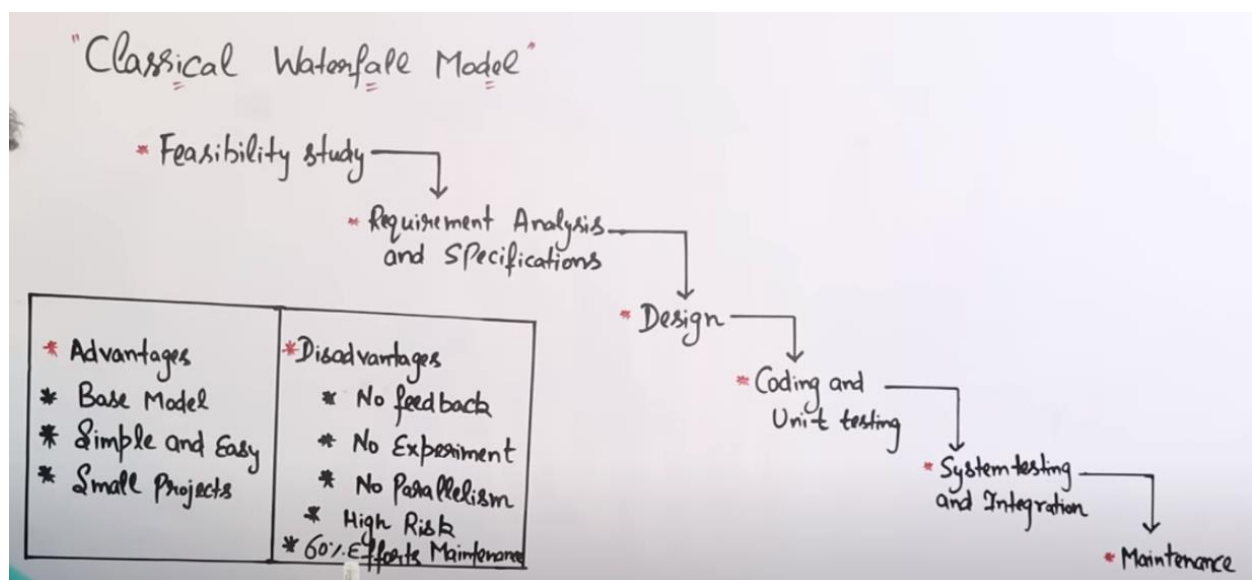 "Classical Waterfall Model"
* Feasibility study
* Requirement Analysis
and Specifications
* Design
* Coding and
Unit testing
* System testing
and Integration
* Maintenance
* Advantages
* Base Model
* Simple and Easy
* Small Projects
* Disadvantages
* No feedback
* No Experiment
* No Parallelism
* High Risk
* 60% Efforts Maintenance